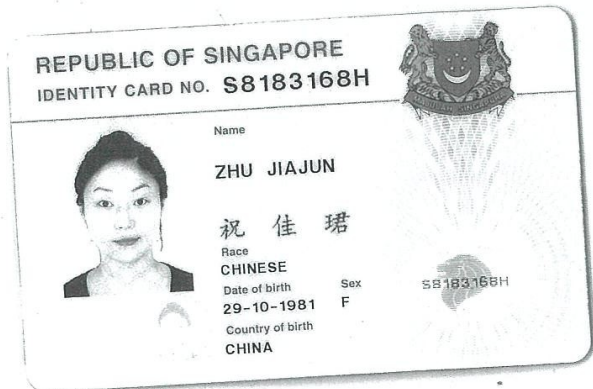 REPUBLIC OF SINGAPORE
IDENTITY CARD NO. S8183168H
Name
ZHU JIAJUN
祝 佳 珺
Race
CHINESE
Date of birth Sex
29-10-1981 F
S8183168H
Country of birth
CHINA